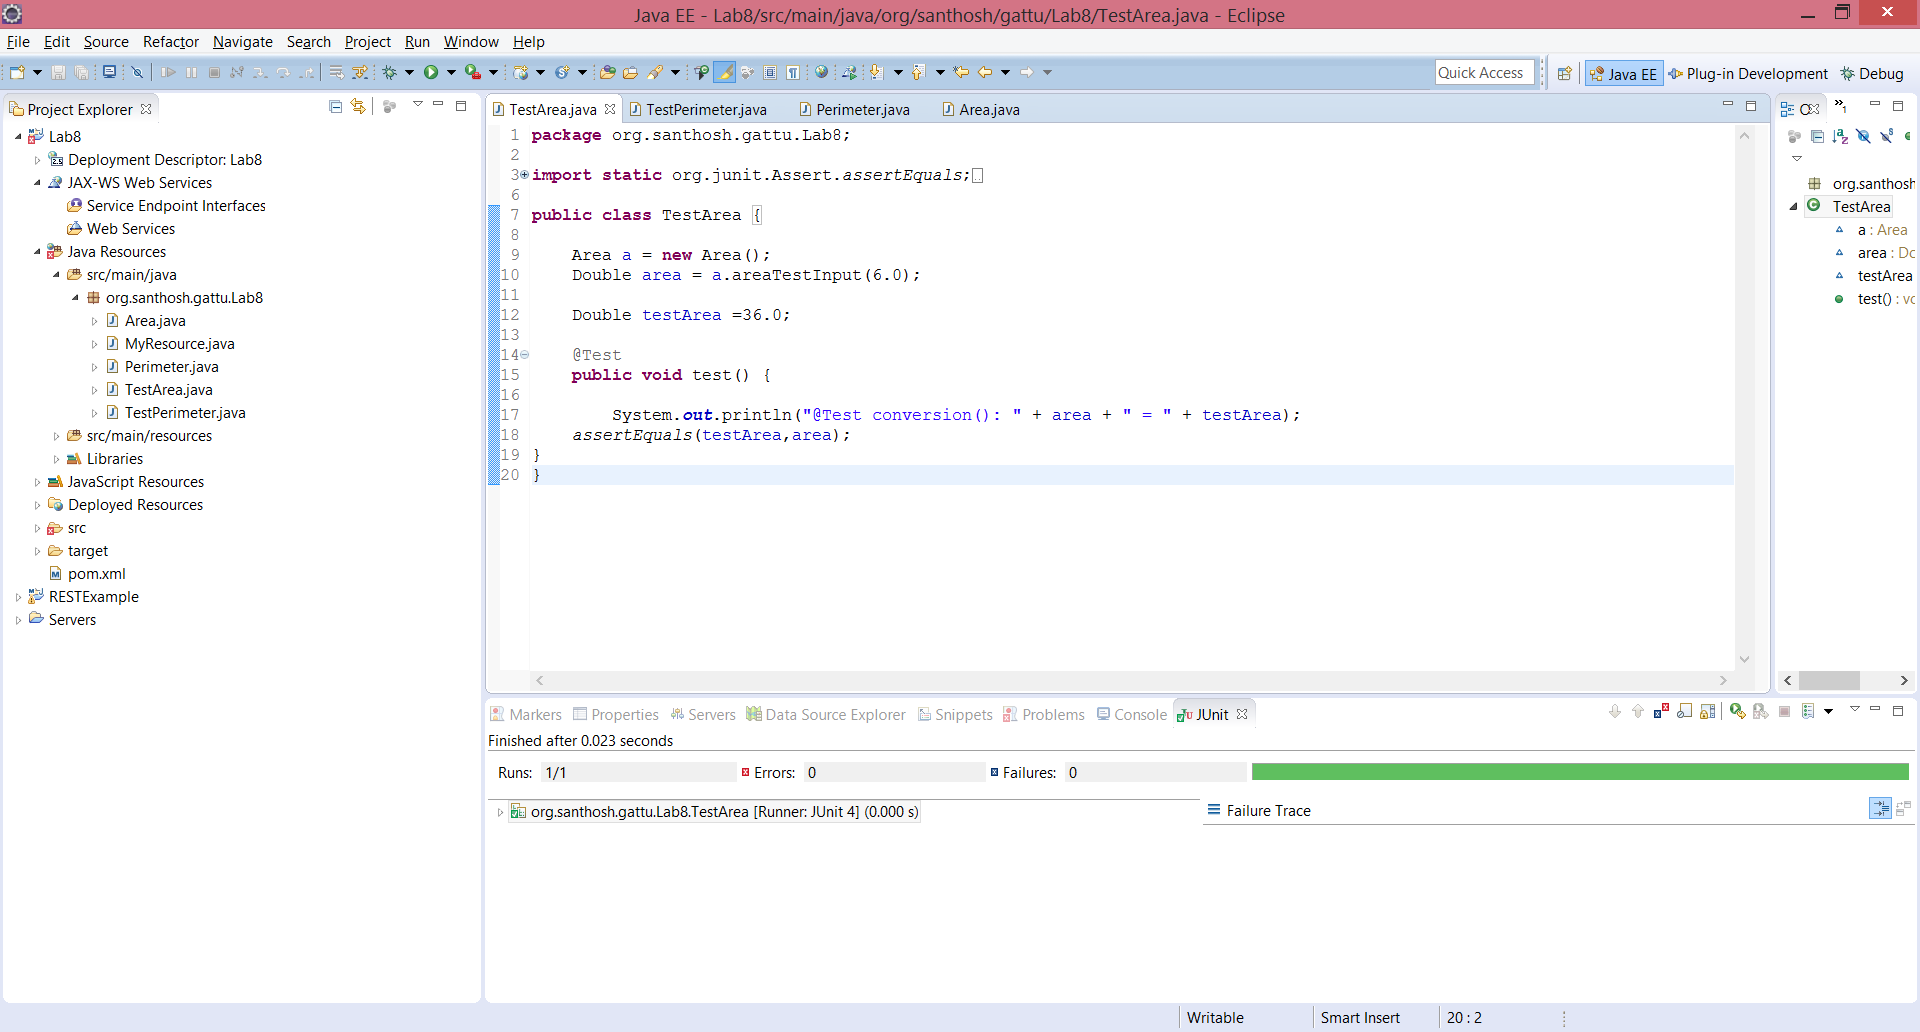 Java EE - Lab8/src/main/java/org/santhosh/gattu/Lab8/TestArea.java - Eclipse
File Edit Source Refactor Navigate Search Project Run Window Help
Quick Access Java EE Plug-in Development Debug
Project Explorer
Lab8
Deployment Descriptor: Lab8
JAX-WS Web Services
Service Endpoint Interfaces
Web Services
Java Resources
src/main/java
org.santhosh.gattu.Lab8
Area.java
MyResource.java
Perimeter.java
TestArea.java
TestPerimeter.java
src/main/resources
Libraries
JavaScript Resources
Deployed Resources
src
target
pom.xml
RESTExample
Servers
TestArea.java TestPerimeter.java Perimeter.java Area.java
1 package org.santhosh.gattu.Lab8;
2
3 import static org.junit.Assert.assertEquals;
6
7 public class TestArea {
8
9 Area a = new Area();
10 Double area = a.areaTestInput(6.0);
11
12 Double testArea =36.0;
13
14 @Test
15 public void test() {
16
17 System.out.println("@Test conversion(): " + area + " = " + testArea);
18 assertEquals(testArea,area);
19 }
20 }
org.santhosh
TestArea
a : Area
area : Do
testArea
test() : vo
Markers Properties Servers Data Source Explorer Snippets Problems Console JUnit
Finished after 0.023 seconds
Runs: 1/1 Errors: 0 Failures: 0
org.santhosh.gattu.Lab8.TestArea [Runner: JUnit 4] (0.000 s)
Failure Trace
Writable Smart Insert 20 : 2